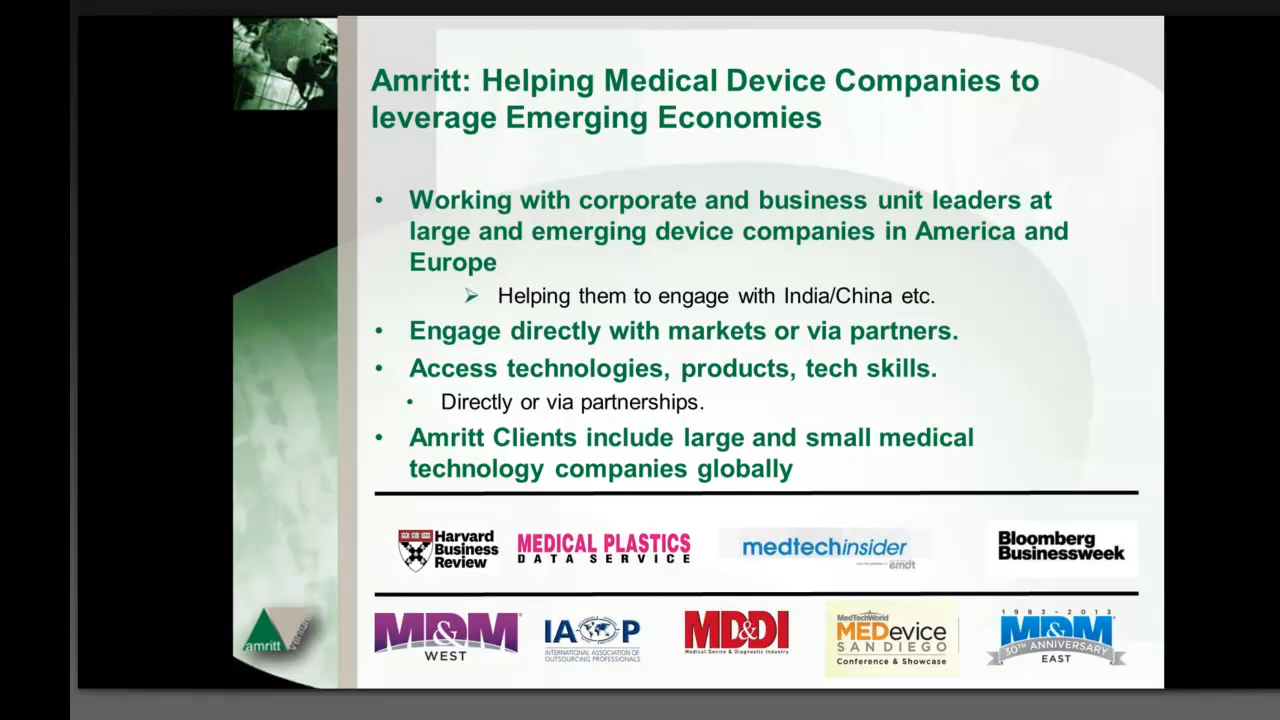 Amritt: Helping Medical Device Companies to
leverage Emerging Economies
• Working with corporate and business unit leaders at
large and emerging device companies in America and
Europe
➢ Helping them to engage with India/China etc.
• Engage directly with markets or via partners.
• Access technologies, products, tech skills.
• Directly or via partnerships.
• Amritt Clients include large and small medical
technology companies globally
Harvard
Business
Review
MEDICAL PLASTICS
DATA SERVICE
medtechinsider
emdt
Bloomberg
Businessweek
amritt
M&DM
WEST
IAOP
INTERNATIONAL ASSOCIATION OF
OUTSOURCING PROFESSIONALS
MD&DI
Medical Device & Diagnostic Industry
MedTechWorld
MEDevice
SAN DIEGO
Conference & Showcase
1983-2013
MD&M
30TH ANNIVERSARY
EAST